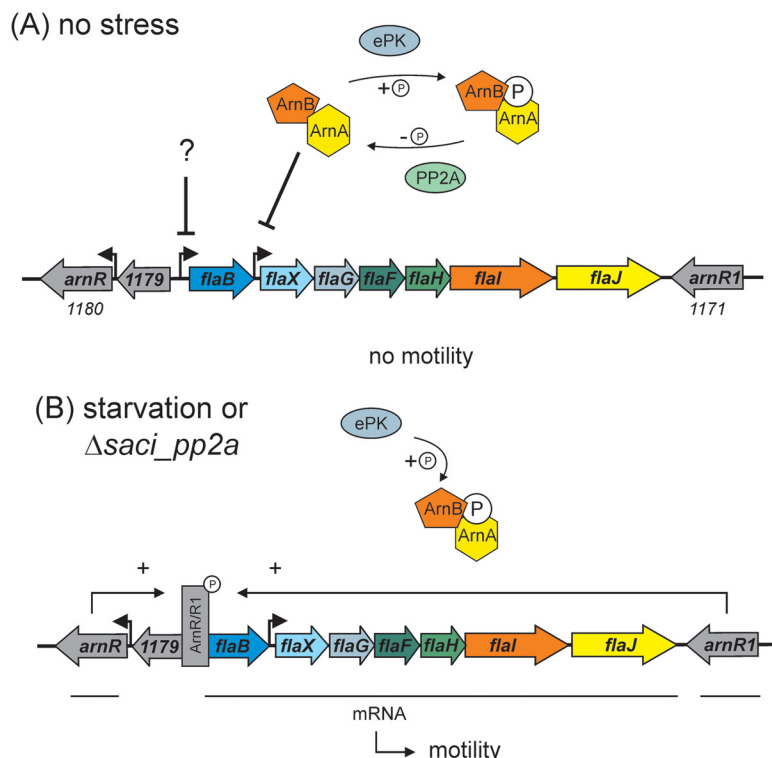 (A) no stress
ePK
+ P
ArnB
ArnA
ArnB P
ArnA
- P
PP2A
?
arnR 1179 flaB flaX flaG flaF flaH flaI flaJ arnR1
1180 1171
no motility
(B) starvation or
Δsaci_pp2a
ePK
+ P
ArnB P
ArnA
+ +
P
ArnR/R1
arnR 1179 flaB flaX flaG flaF flaH flaI flaJ arnR1
mRNA
motility